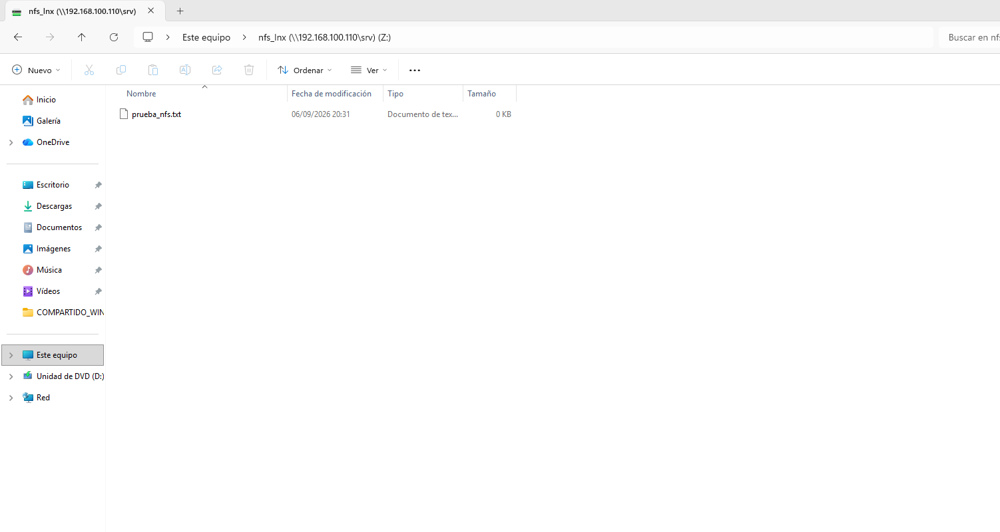 nfs_lnx (\\192.168.100.110\srv)
Este equipo nfs_lnx (\\192.168.100.110\srv) (Z:) Buscar en nfs
Nuevo Ordenar Ver ...
Nombre Fecha de modificación Tipo Tamaño
prueba_nfs.txt 06/09/2026 20:31 Documento de tex... 0 KB
Inicio
Galería
OneDrive
Escritorio
Descargas
Documentos
Imágenes
Música
Vídeos
COMPARTIDO_WIN
Este equipo
Unidad de DVD (D:)
Red